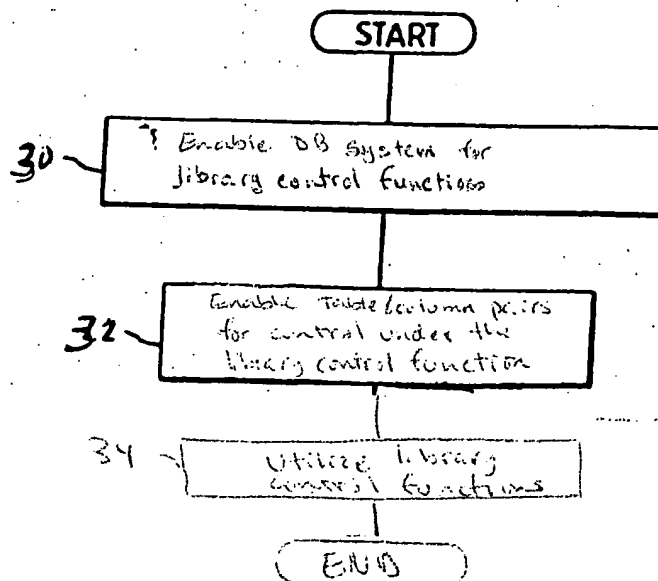 START
30
Enable DB system for
library control functions
32
Enable Table/column pairs
for control under the
library control function
34
Utilize library
control functions
END